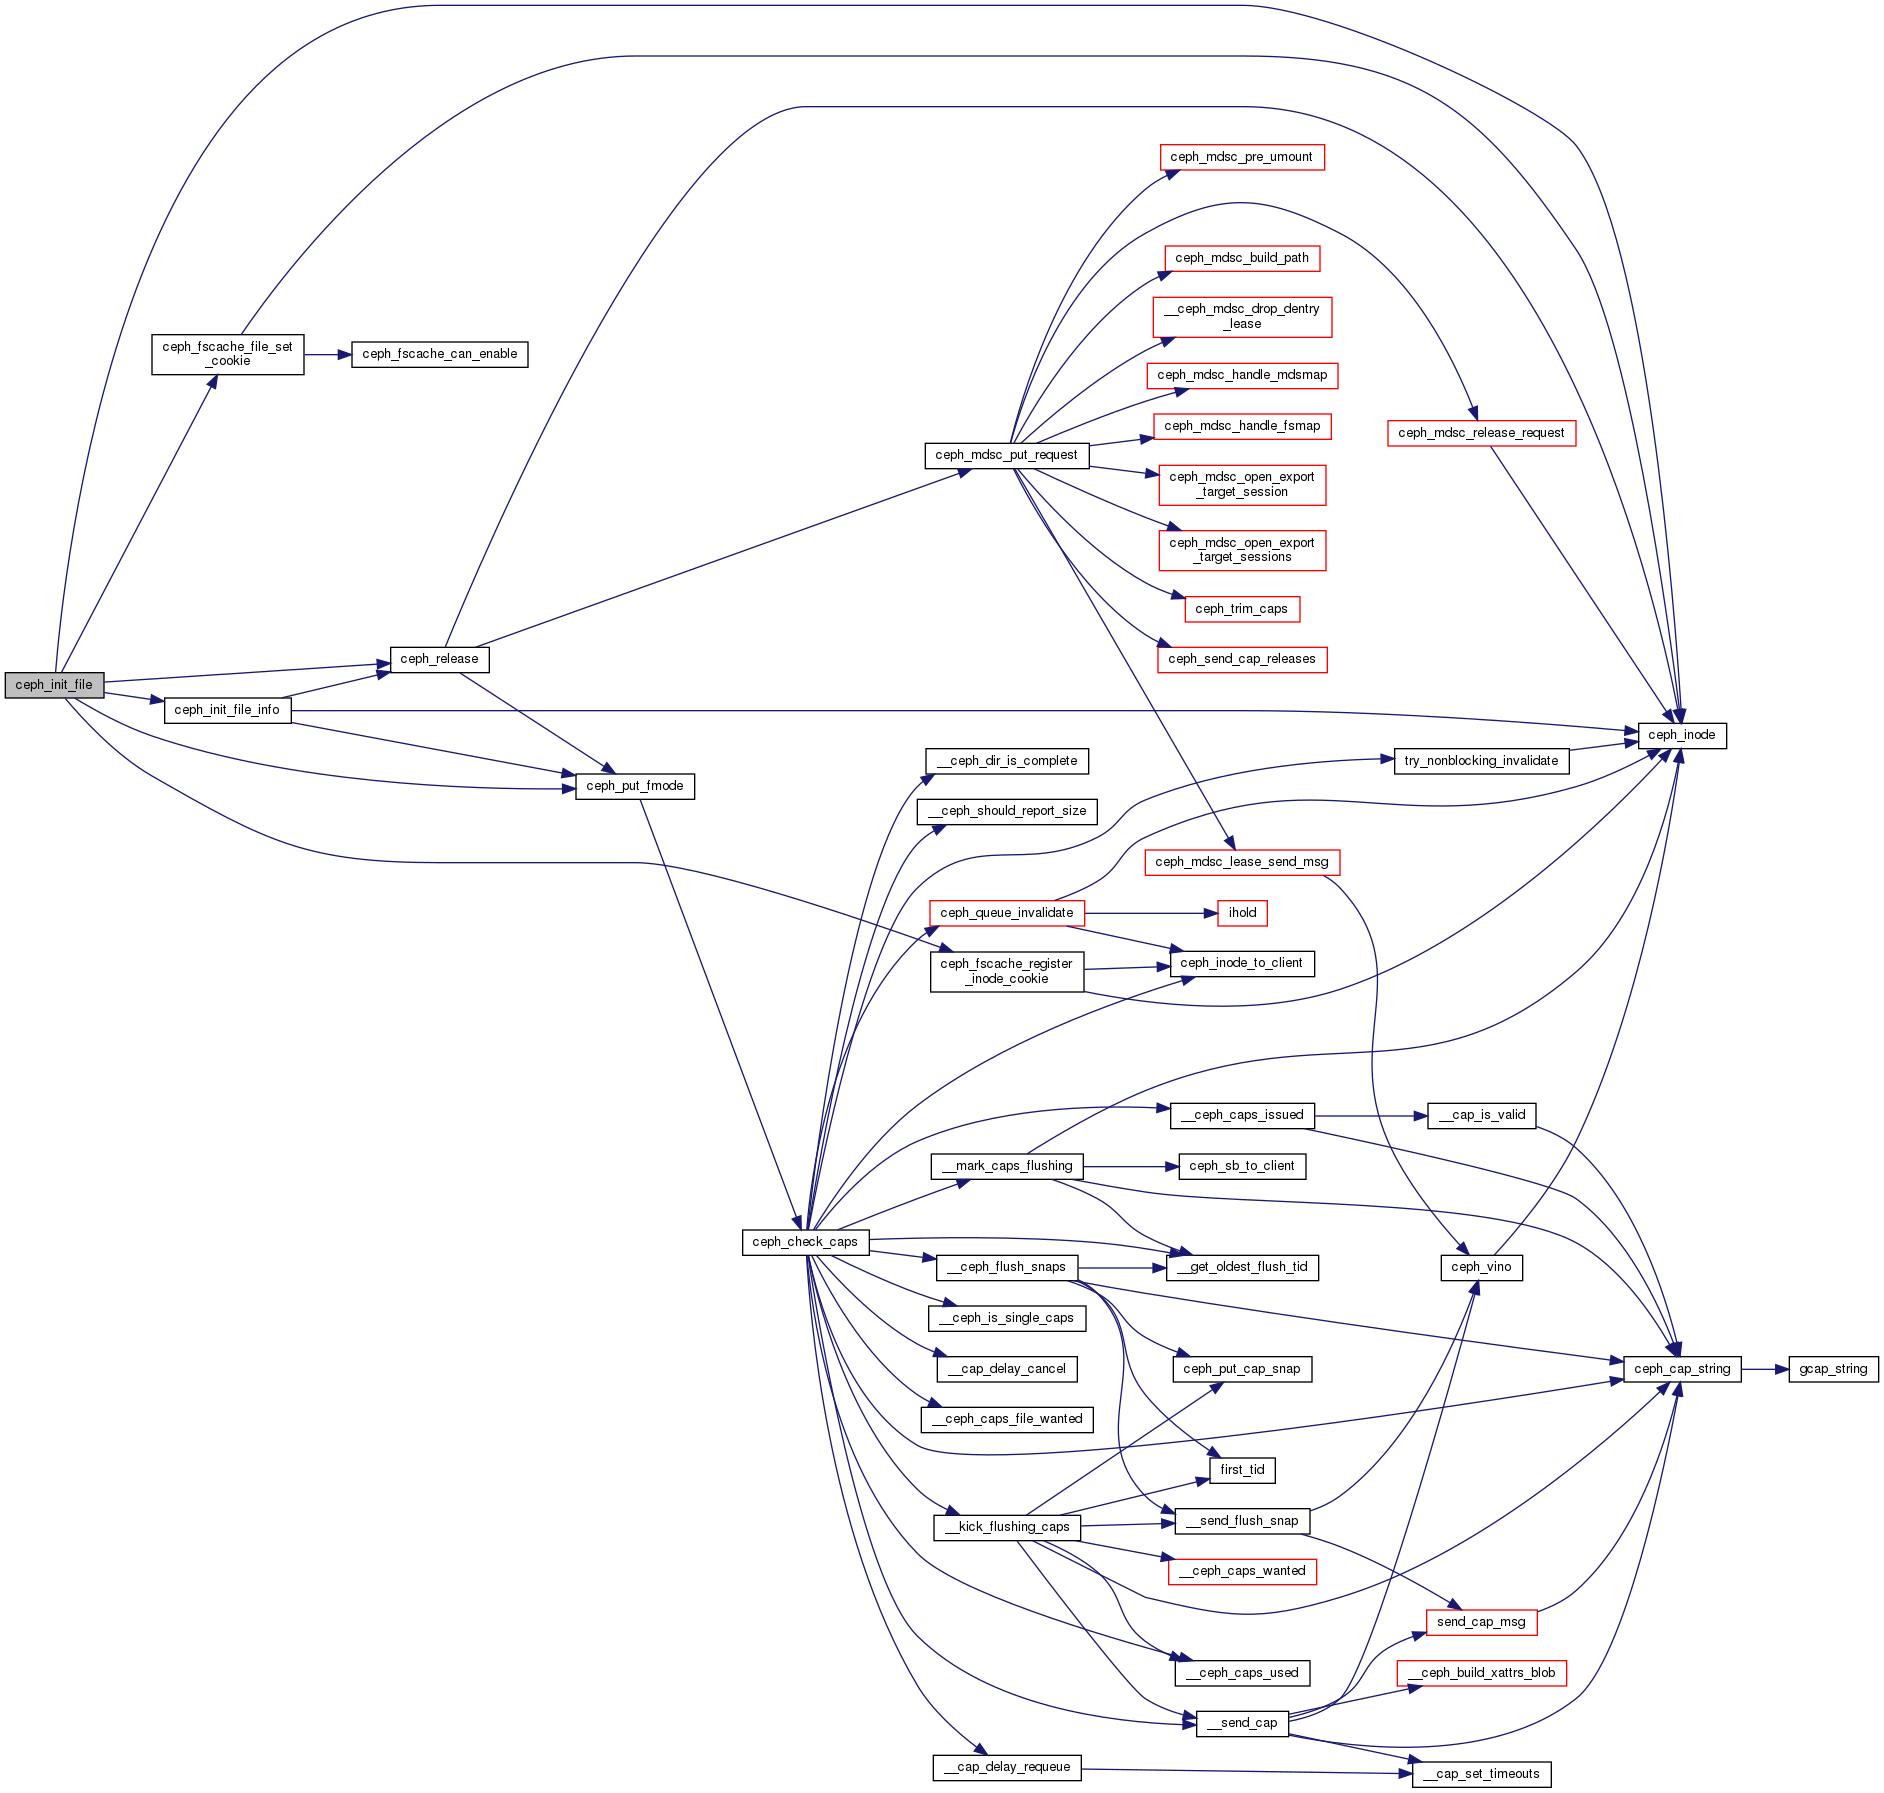 ceph_mdsc_pre_umount
ceph_mdsc_build_path
__ceph_mdsc_drop_dentry
_lease
ceph_fscache_file_set
_cookie
ceph_fscache_can_enable
ceph_mdsc_handle_mdsmap
ceph_mdsc_handle_fsmap
ceph_mdsc_release_request
ceph_mdsc_put_request
ceph_mdsc_open_export
_target_session
ceph_mdsc_open_export
_target_sessions
ceph_trim_caps
ceph_release
ceph_send_cap_releases
ceph_init_file
ceph_init_file_info
ceph_inode
__ceph_dir_is_complete
try_nonblocking_invalidate
ceph_put_fmode
__ceph_should_report_size
ceph_mdsc_lease_send_msg
ceph_queue_invalidate
ihold
ceph_fscache_register
_inode_cookie
ceph_inode_to_client
__ceph_caps_issued
__cap_is_valid
__mark_caps_flushing
ceph_sb_to_client
ceph_check_caps
__ceph_flush_snaps
__get_oldest_flush_tid
ceph_vino
__ceph_is_single_caps
__cap_delay_cancel
ceph_put_cap_snap
ceph_cap_string
gcap_string
__ceph_caps_file_wanted
first_tid
__kick_flushing_caps
__send_flush_snap
__ceph_caps_wanted
send_cap_msg
__ceph_caps_used
__ceph_build_xattrs_blob
__send_cap
__cap_delay_requeue
__cap_set_timeouts